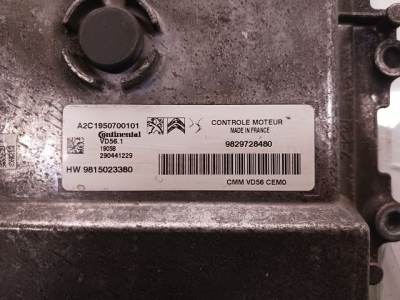 A2C1950700101
Continental
VD56.1
19058
290441229
HW 9815023380
CONTROLE MOTEUR
MADE IN FRANCE
9829728480
CMM VD56 CEM0